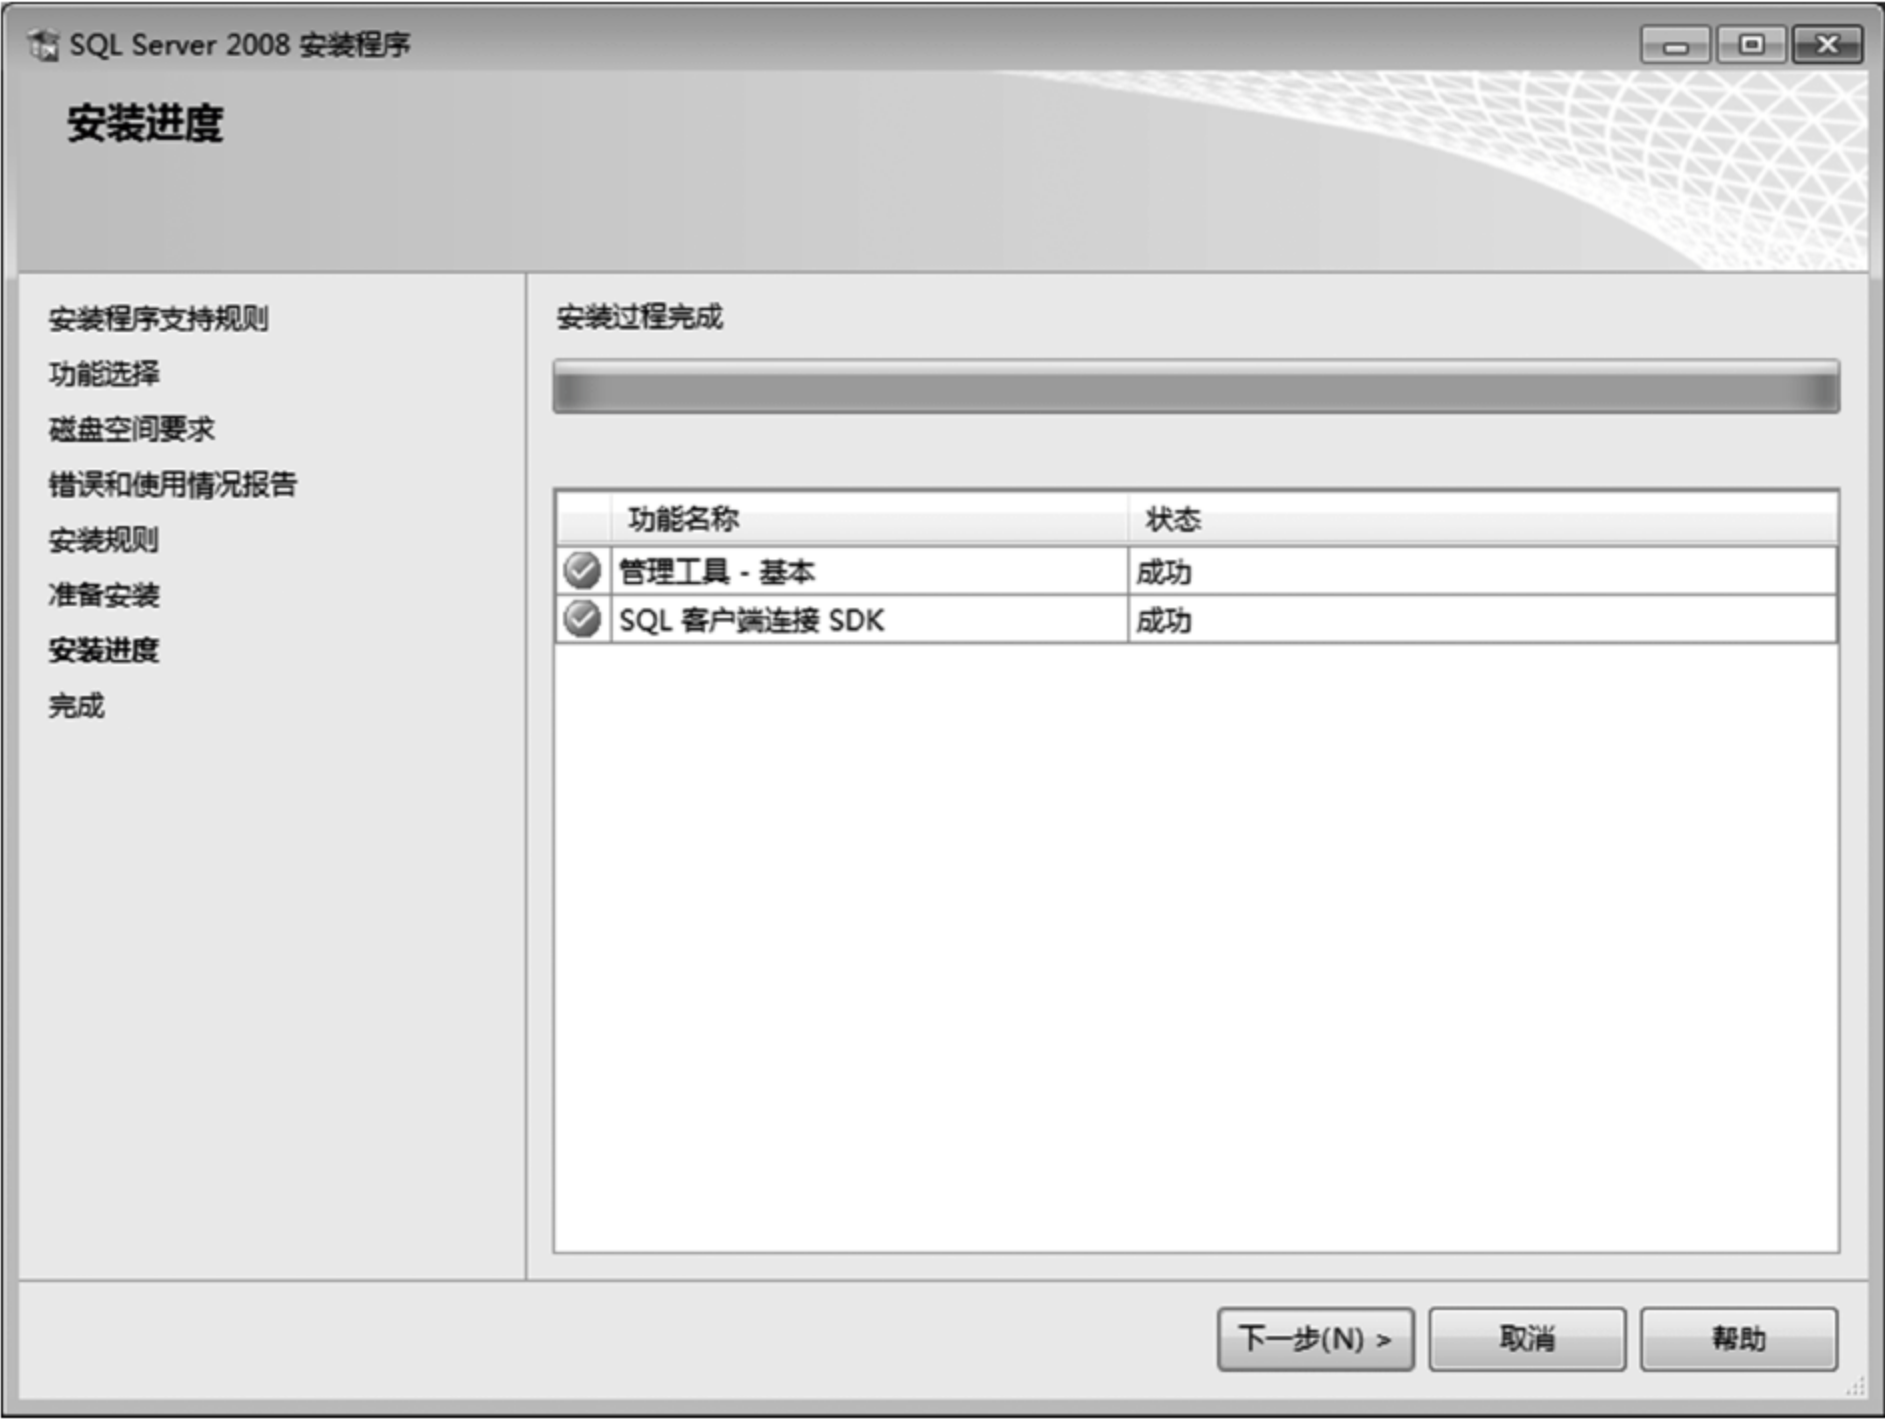 SQL Server 2008 安装程序
安装进度
安装程序支持规则
功能选择
磁盘空间要求
错误和使用情况报告
安装规则
准备安装
安装进度
完成
安装过程完成
功能名称 状态
管理工具 - 基本 成功
SQL 客户端连接 SDK 成功
下一步(N) > 取消 帮助